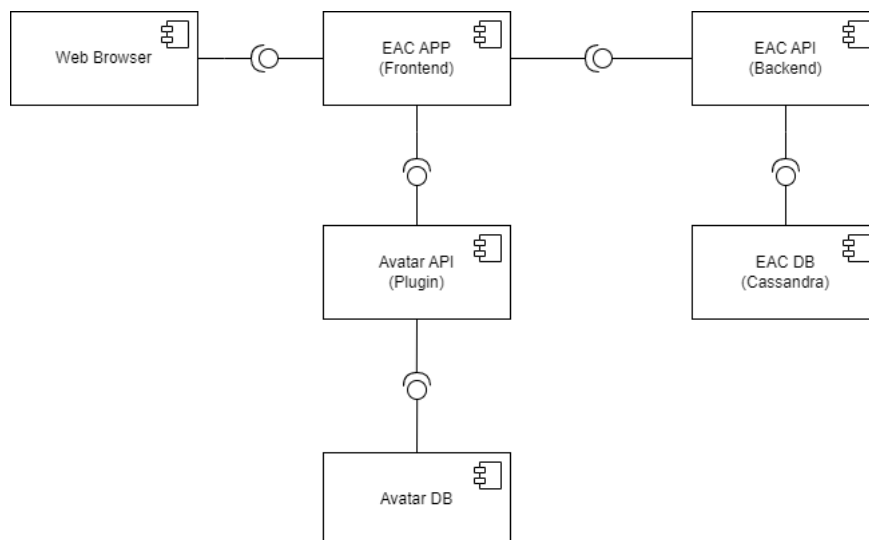 Web Browser
EAC APP
(Frontend)
EAC API
(Backend)
Avatar API
(Plugin)
EAC DB
(Cassandra)
Avatar DB